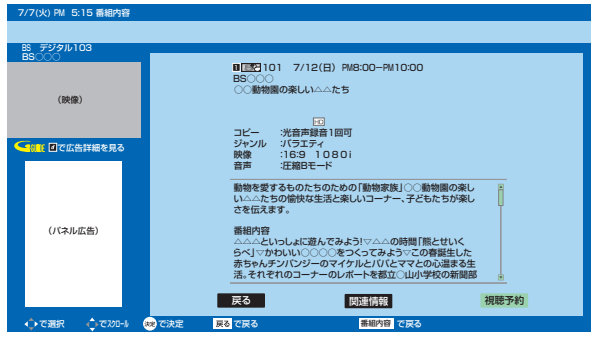 7/7(火) PM 5:15 番組内容
BS デジタル103
BS○○○
(映像)
GUIDE dで広告詳細を見る
(パネル広告)
101 7/12(日) PM8:00−PM10:00
BS○○○
○○動物園の楽しい△△たち
HD
コピー :光音声録音1回可
ジャンル :バラエティ
映像 :16:9 1080i
音声 :圧縮Bモード
動物を愛するものたちのための「動物家族」○○動物園の楽し
い△△たちの愉快な生活と楽しいコーナー、子どもたちが楽し
さを伝えます。
番組内容
△△△といっしょに遊んでみよう!▽△△の時間「熊とせいく
らべ」▽かわいい○○○○をつくってみよう▽この春誕生した
赤ちゃんチンパンジーのマイケルとパパとママとの心温まる生
活。それぞれのコーナーのレポートを都立○山小学校の新聞部
戻る 関連情報 視聴予約
で選択 でスクロール 決定で決定 戻る で戻る 番組内容 で戻る